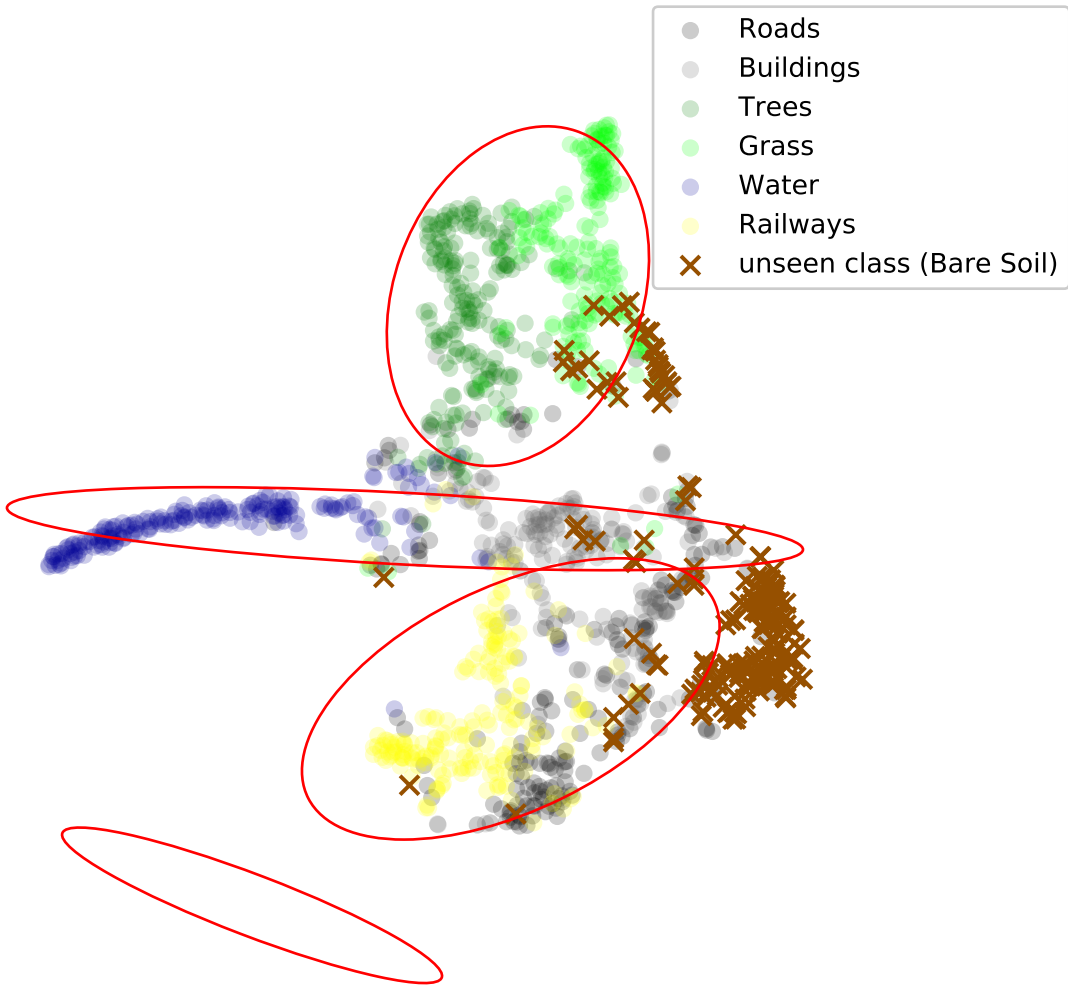 Roads
Buildings
Trees
Grass
Water
Railways
unseen class (Bare Soil)